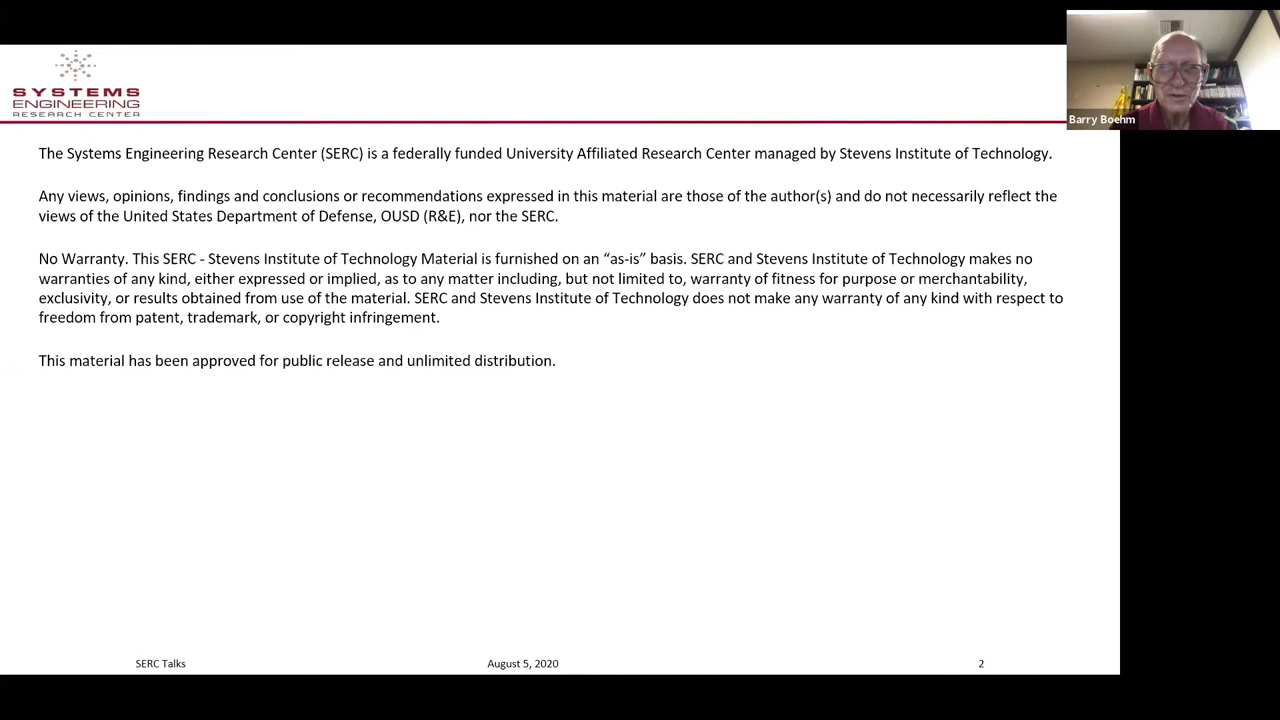 SYSTEMS
ENGINEERING
RESEARCH CENTER
Barry Boehm
The Systems Engineering Research Center (SERC) is a federally funded University Affiliated Research Center managed by Stevens Institute of Technology.
Any views, opinions, findings and conclusions or recommendations expressed in this material are those of the author(s) and do not necessarily reflect the
views of the United States Department of Defense, OUSD (R&E), nor the SERC.
No Warranty. This SERC - Stevens Institute of Technology Material is furnished on an “as-is” basis. SERC and Stevens Institute of Technology makes no
warranties of any kind, either expressed or implied, as to any matter including, but not limited to, warranty of fitness for purpose or merchantability,
exclusivity, or results obtained from use of the material. SERC and Stevens Institute of Technology does not make any warranty of any kind with respect to
freedom from patent, trademark, or copyright infringement.
This material has been approved for public release and unlimited distribution.
SERC Talks
August 5, 2020
2